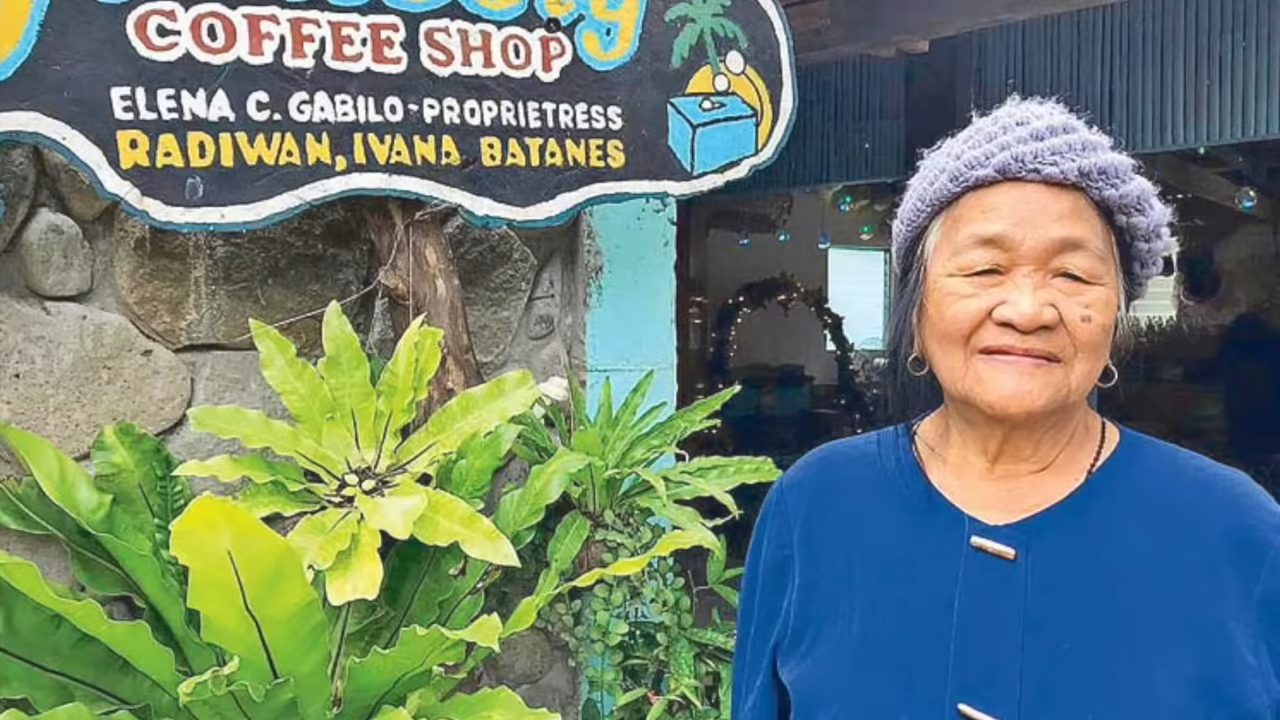 COFFEE SHOP
ELENA C. GABILO-PROPRIETRESS
RADIWAN, IVANA BATANES